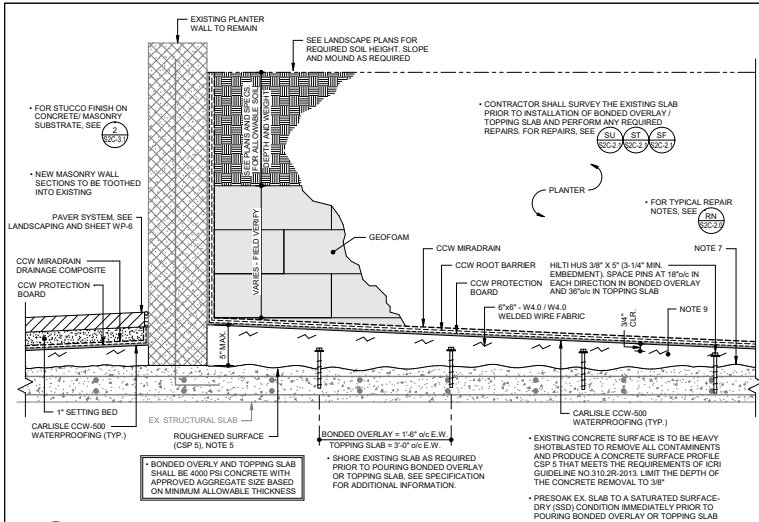 EXISTING PLANTER
WALL TO REMAIN
SEE LANDSCAPE PLANS FOR
REQUIRED SOIL HEIGHT. SLOPE
AND MOUND AS REQUIRED
• FOR STUCCO FINISH ON
CONCRETE/ MASONRY
SUBSTRATE, SEE
2
S2C-3.1
• NEW MASONRY WALL
SECTIONS TO BE TOOTHED
INTO EXISTING
PAVER SYSTEM, SEE
LANDSCAPING AND SHEET WP-6
CCW MIRADRAIN
DRAINAGE COMPOSITE
CCW PROTECTION
BOARD
SEE PLANS AND SPECS.
FOR ALLOWABLE SOIL
DEPTH AND WEIGHT
VARIES - FIELD VERIFY
• CONTRACTOR SHALL SURVEY THE EXISTING SLAB
PRIOR TO INSTALLATION OF BONDED OVERLAY /
TOPPING SLAB AND PERFORM ANY REQUIRED
REPAIRS. FOR REPAIRS, SEE
SU
S2C-2.1
ST
S2C-2.1
SF
S2C-2.1
PLANTER
• FOR TYPICAL REPAIR
NOTES, SEE
RN
S2C-2.0
GEOFOAM
CCW MIRADRAIN
CCW ROOT BARRIER
CCW PROTECTION
BOARD
6"x6" - W4.0 / W4.0
WELDED WIRE FABRIC
HILTI HUS 3/8" X 5" (3-1/4" MIN.
EMBEDMENT). SPACE PINS AT 18"o/c IN
EACH DIRECTION IN BONDED OVERLAY
AND 36"o/c IN TOPPING SLAB
NOTE 7
NOTE 9
3/4"
CLR.
5" MAX
1" SETTING BED
CARLISLE CCW-500
WATERPROOFING (TYP.)
EX. STRUCTURAL SLAB
ROUGHENED SURFACE
(CSP 5), NOTE 5
BONDED OVERLAY = 1'-6" o/c E.W.
TOPPING SLAB = 3'-0" o/c E.W.
CARLISLE CCW-500
WATERPROOFING (TYP.)
• BONDED OVERLY AND TOPPING SLAB
SHALL BE 4000 PSI CONCRETE WITH
APPROVED AGGREGATE SIZE BASED
ON MINIMUM ALLOWABLE THICKNESS
• SHORE EXISTING SLAB AS REQUIRED
PRIOR TO POURING BONDED OVERLAY
OR TOPPING SLAB, SEE SPECIFICATION
FOR ADDITIONAL INFORMATION.
• EXISTING CONCRETE SURFACE IS TO BE HEAVY
SHOTBLASTED TO REMOVE ALL CONTAMINENTS
AND PRODUCE A CONCRETE SURFACE PROFILE
CSP 5 THAT MEETS THE REQUIREMENTS OF ICRI
GUIDELINE NO.310.2R-2013. LIMIT THE DEPTH OF
THE CONCRETE REMOVAL TO 3/8"
• PRESOAK EX. SLAB TO A SATURATED SURFACE-
DRY (SSD) CONDITION IMMEDIATELY PRIOR TO
POURING BONDED OVERLAY OR TOPPING SLAB